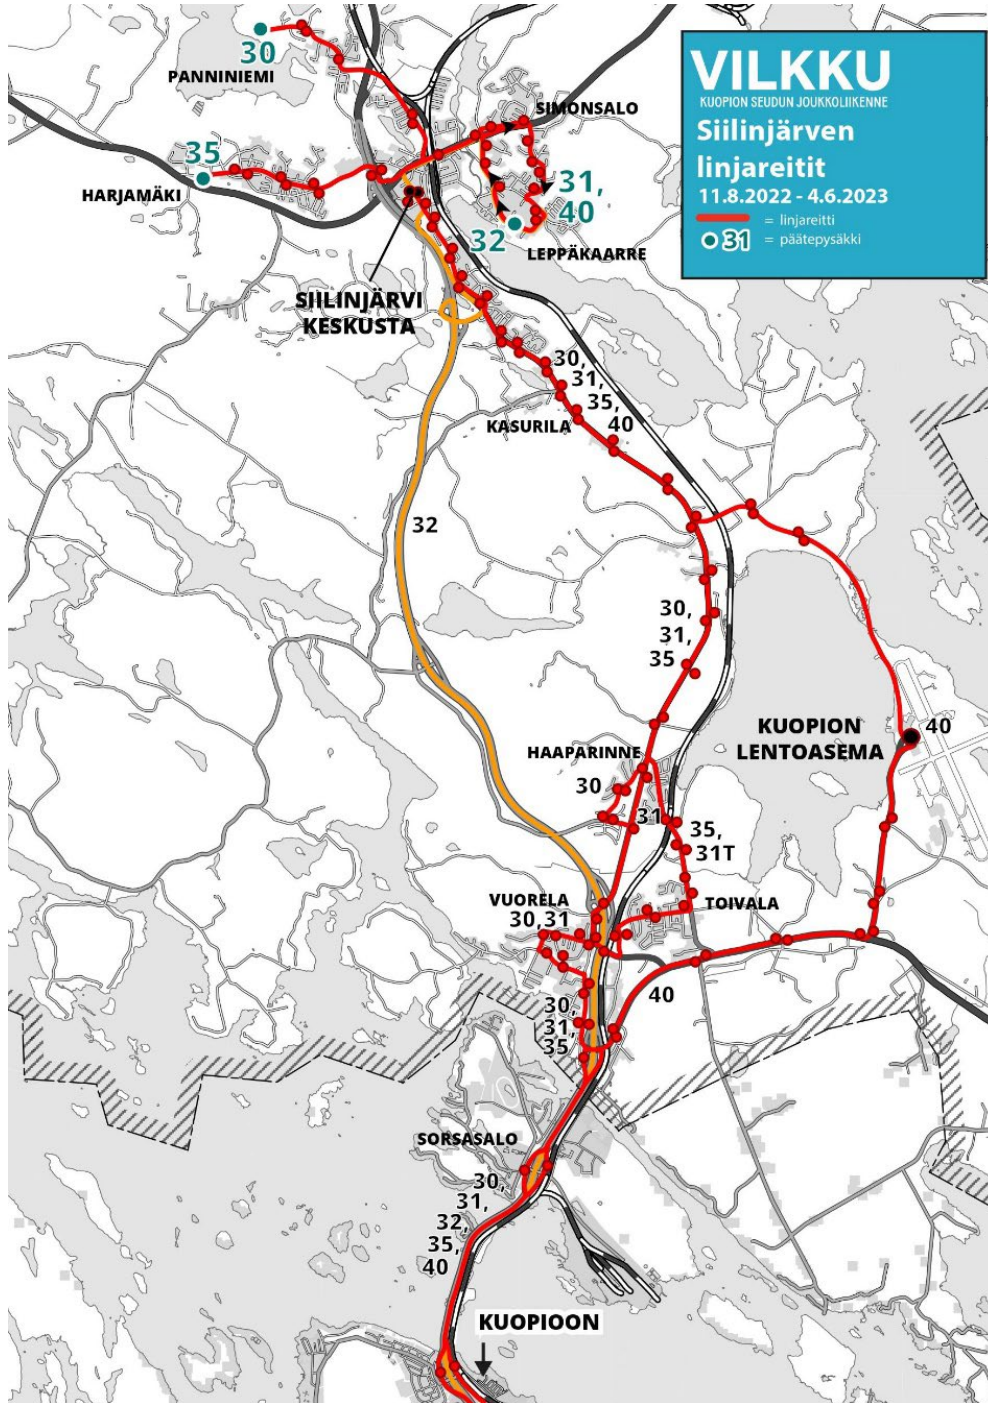 VILKKU
KUOPION SEUDUN JOUKKOLIIKENNE
Siilinjärven
linjareitit
11.8.2022 - 4.6.2023
= linjareitti
31 = päätepysäkki
30
PANNINIEMI
SIMONSALO
35
HARJAMÄKI
31,
40
32
LEPPÄKAARRE
SIILINJÄRVI
KESKUSTA
30,
31,
35,
40
KASURILA
32
30,
31,
35
KUOPION
LENTOASEMA
40
HAAPARINNE
30
31
35,
31T
VUORELA
30,31
TOIVALA
40
30,
31,
35
SORSASALO
30,
31,
32,
35,
40
KUOPIOON